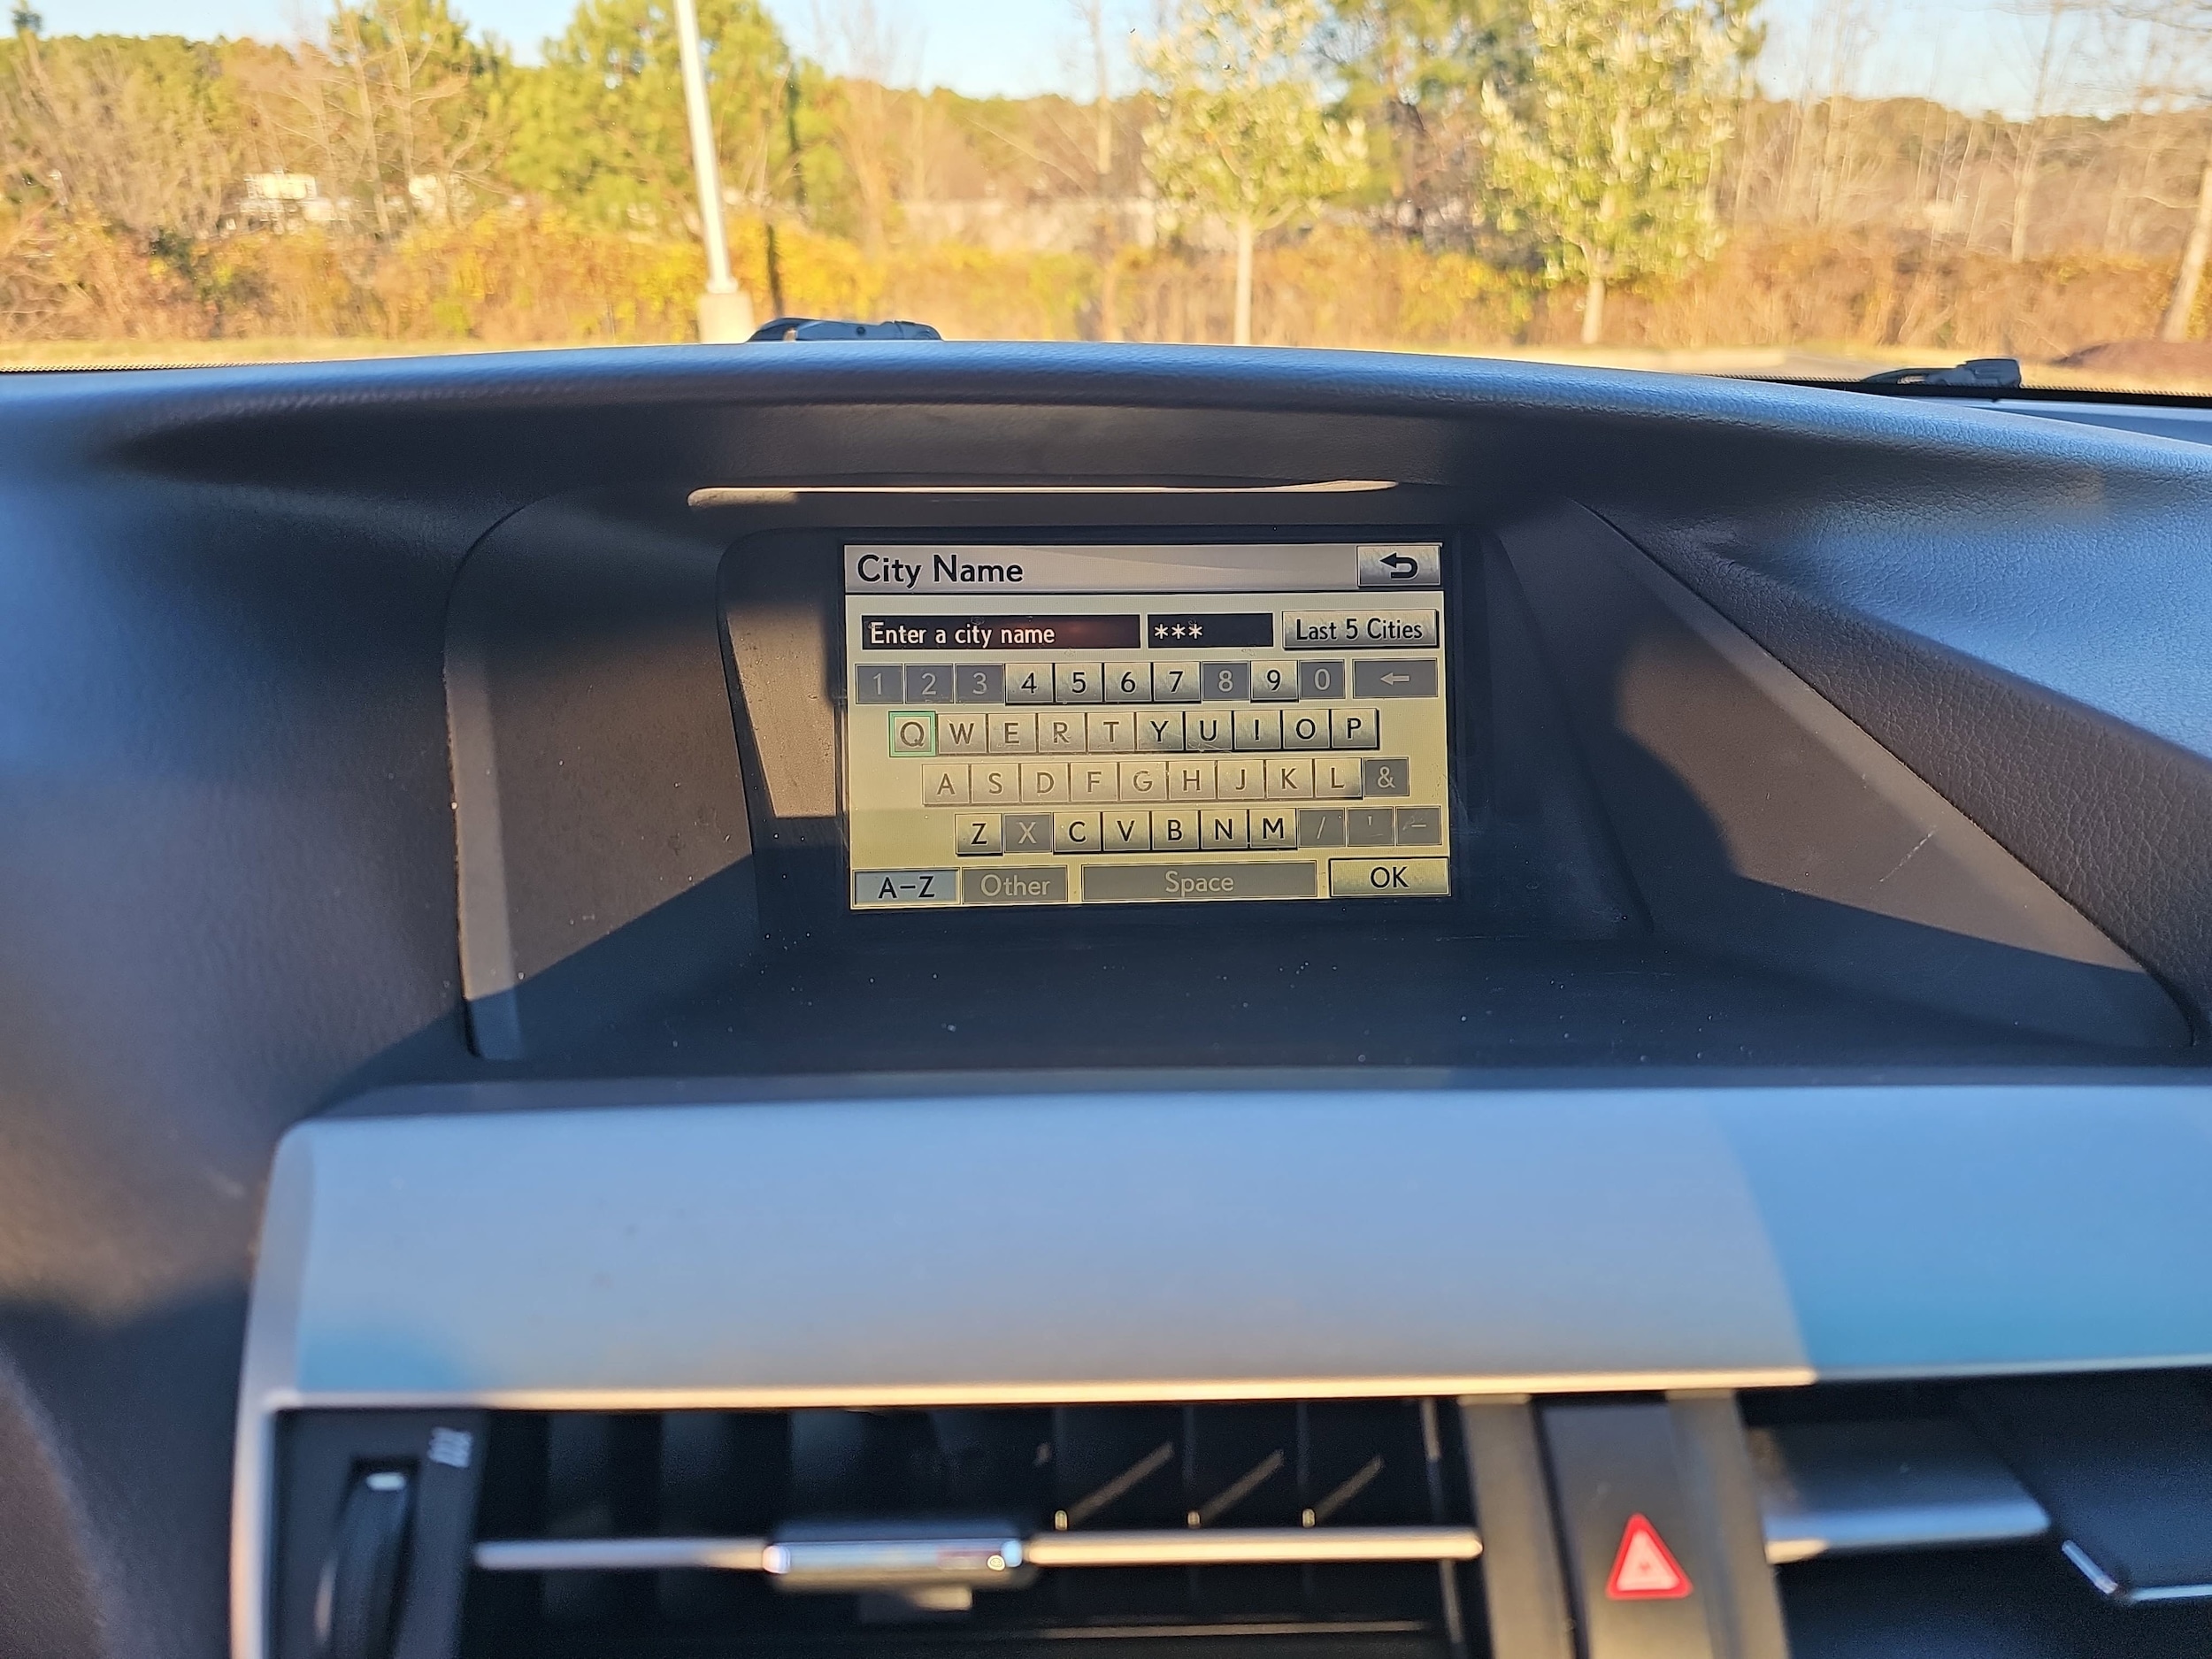 City Name
Enter a city name *** Last 5 Cities
1 2 3 4 5 6 7 8 9 0 ←
Q W E R T Y U I O P
A S D F G H J K L &
Z X C V B N M / ' -
A-Z Other Space OK